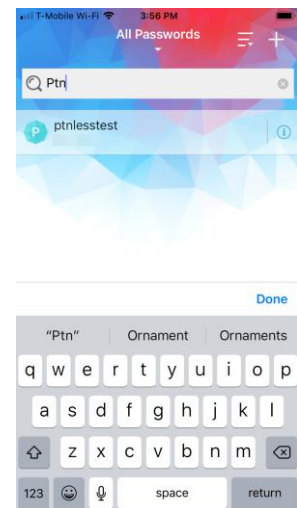 T-Mobile Wi-Fi 3:56 PM
All Passwords
Ptn
P ptnlesstest
Done
"Ptn" Ornament Ornaments
q w e r t y u i o p
a s d f g h j k l
z x c v b n m
123 space return